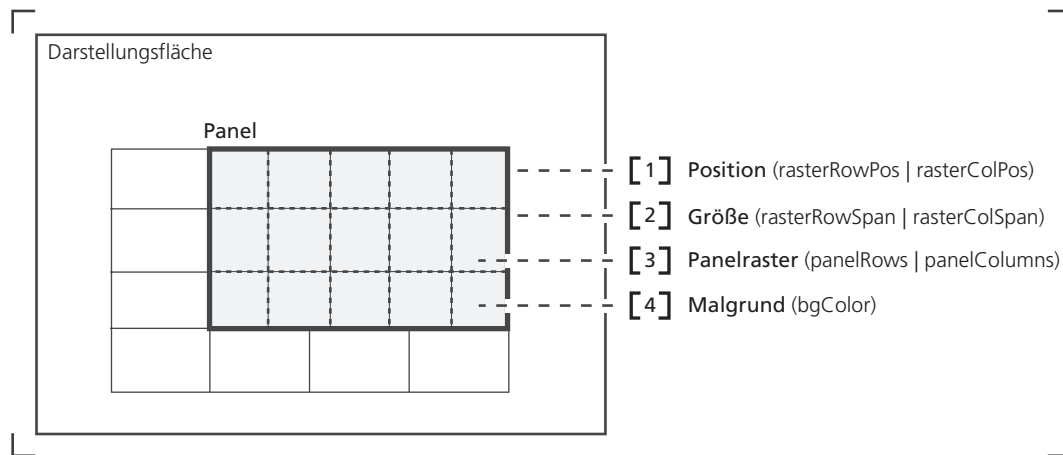 Darstellungsfläche
Panel
[1] Position (rasterRowPos | rasterColPos)
[2] Größe (rasterRowSpan | rasterColSpan)
[3] Panelraster (panelRows | panelColumns)
[4] Malgrund (bgColor)